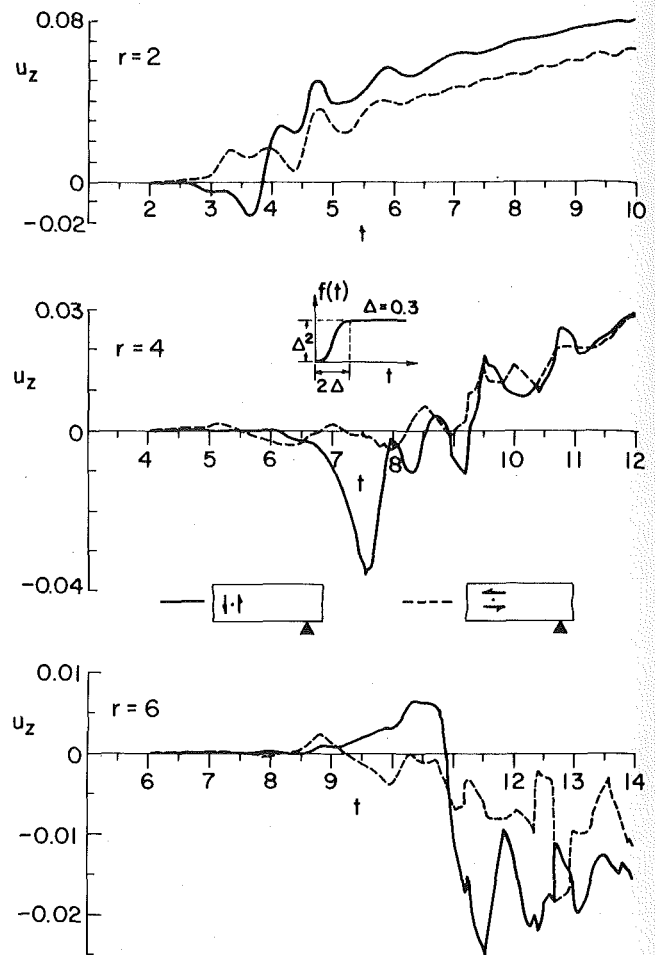 0.08
u_z
r = 2
0
-0.02
2 3 4 5 6 7 8 9 10
t
0.03
u_z
r = 4
f(t)
Δ = 0.3
Δ²
2Δ
t
0
4 5 6 7 8 9 10 11 12
t
-0.04
0.01
u_z
r = 6
0
6 7 8 9 10 11 12 13 14
t
-0.01
-0.02